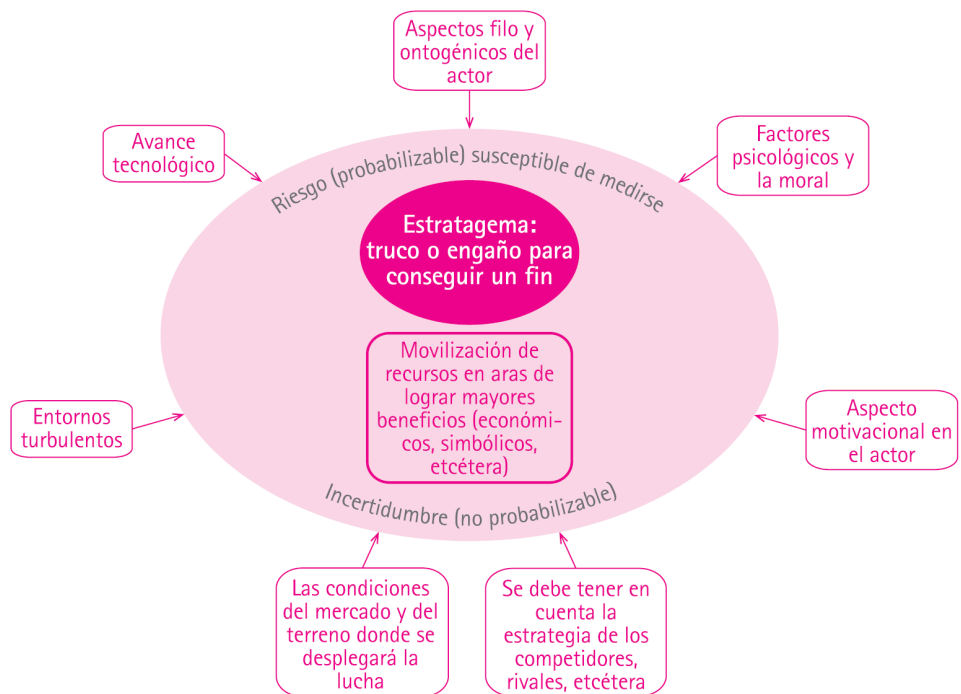 Aspectos filo y
ontogénicos del
actor
Avance
tecnológico
Factores
psicológicos y
la moral
Riesgo (probabilizable) susceptible de medirse
Estratagema:
truco o engaño para
conseguir un fin
Movilización de
recursos en aras de
lograr mayores
beneficios (económi-
cos, simbólicos,
etcétera)
Entornos
turbulentos
Aspecto
motivacional en
el actor
Incertidumbre (no probabilizable)
Las condiciones
del mercado y del
terreno donde se
desplegará la
lucha
Se debe tener en
cuenta la
estrategia de los
competidores,
rivales, etcétera